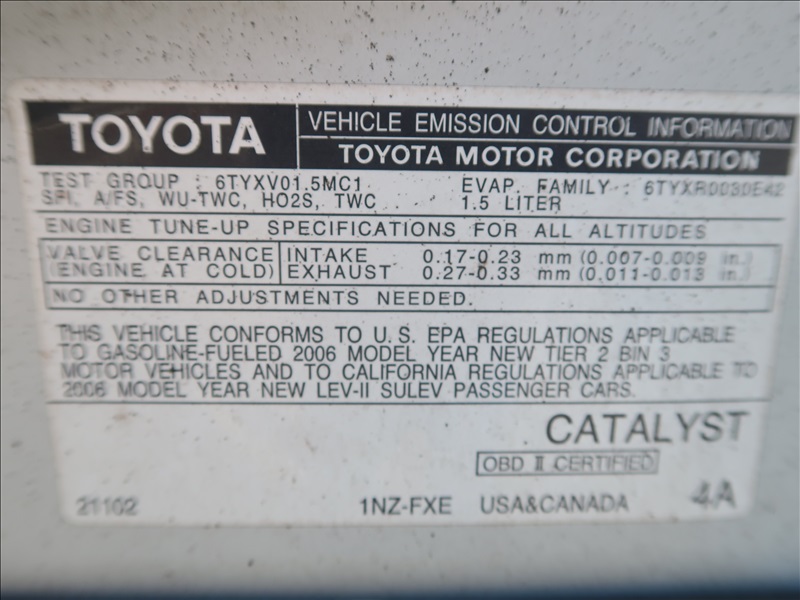 TOYOTA
VEHICLE EMISSION CONTROL INFORMATION
TOYOTA MOTOR CORPORATION
TEST GROUP : 6TYXV01.5MC1 EVAP. FAMILY : 6TYXR0030E42
SFI, A/FS, WU-TWC, HO2S, TWC 1.5 LITER
ENGINE TUNE-UP SPECIFICATIONS FOR ALL ALTITUDES
VALVE CLEARANCE INTAKE 0.17-0.23 mm (0.007-0.009 in.)
(ENGINE AT COLD) EXHAUST 0.27-0.33 mm (0.011-0.013 in.)
NO OTHER ADJUSTMENTS NEEDED.
THIS VEHICLE CONFORMS TO U.S. EPA REGULATIONS APPLICABLE
TO GASOLINE-FUELED 2006 MODEL YEAR NEW TIER 2 BIN 3
MOTOR VEHICLES AND TO CALIFORNIA REGULATIONS APPLICABLE TO
2006 MODEL YEAR NEW LEV-II SULEV PASSENGER CARS.
CATALYST
OBD II CERTIFIED
21102 1NZ-FXE USA&CANADA 4A